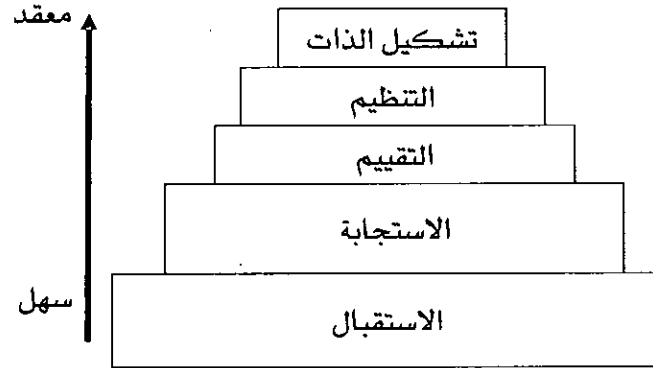 معقد
تشكيل الذات
التنظيم
التقييم
الاستجابة
سهل
الاستقبال